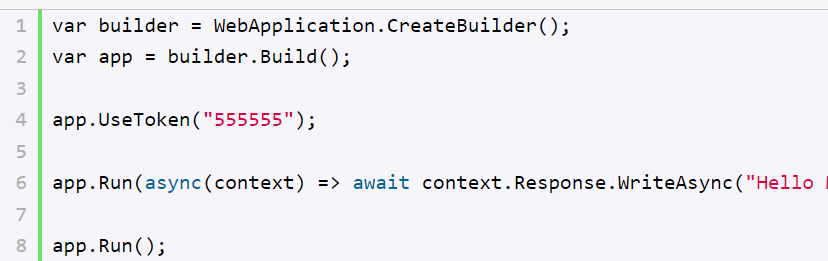 1 var builder = WebApplication.CreateBuilder();
2 var app = builder.Build();
3
4 app.UseToken("555555");
5
6 app.Run(async(context) => await context.Response.WriteAsync("Hello
7
8 app.Run();